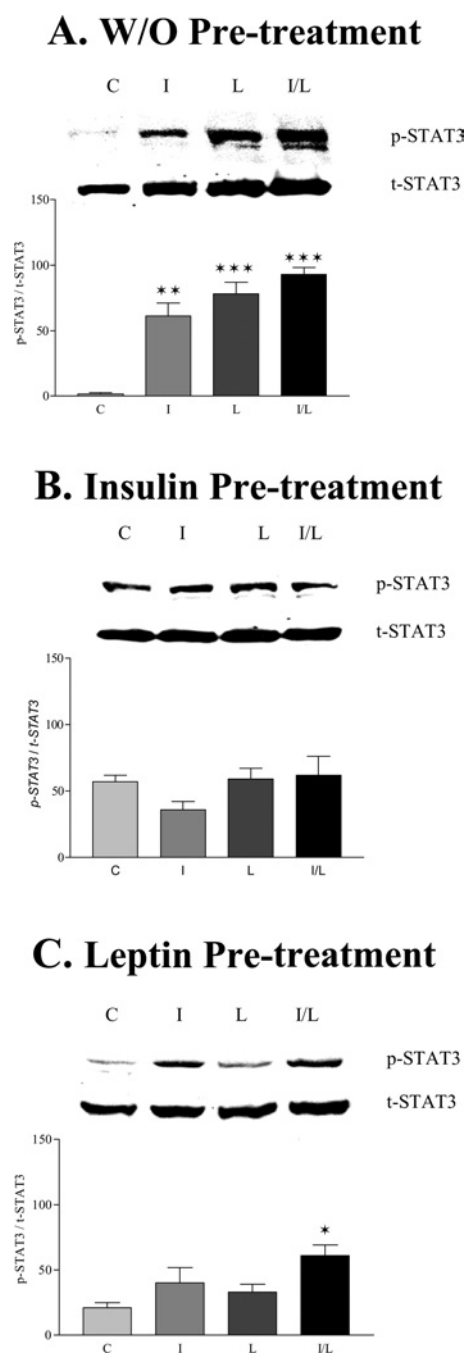 A. W/O Pre-treatment
C I L I/L
p-STAT3
t-STAT3
150
100
50
0
p-STAT3 / t-STAT3
✶✶ ✶✶✶ ✶✶✶
C I L I/L
B. Insulin Pre-treatment
C I L I/L
p-STAT3
t-STAT3
150
100
50
0
p-STAT3 / t-STAT3
C I L I/L
C. Leptin Pre-treatment
C I L I/L
p-STAT3
t-STAT3
150
100
50
0
p-STAT3 / t-STAT3
✶
C I L I/L